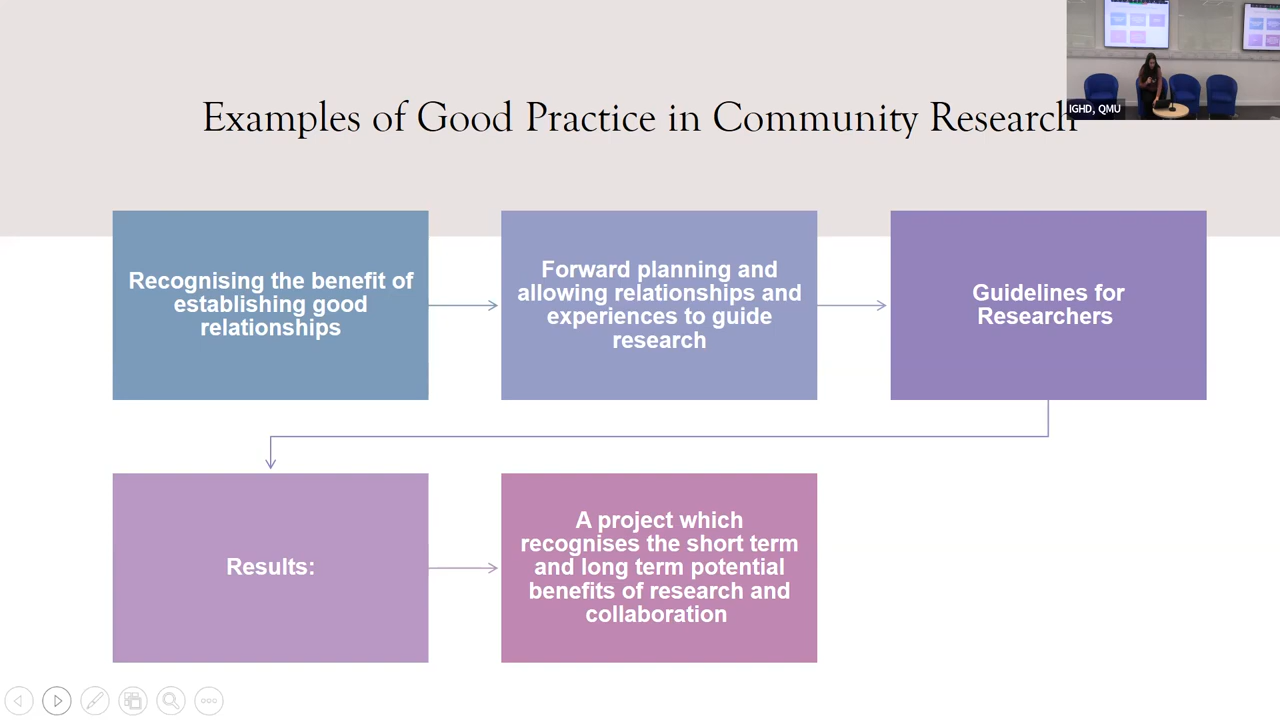 Examples of Good Practice in Community Research
IGHD, QMU
Recognising the benefit of
establishing good
relationships
Forward planning and
allowing relationships and
experiences to guide
research
Guidelines for
Researchers
Results:
A project which
recognises the short term
and long term potential
benefits of research and
collaboration